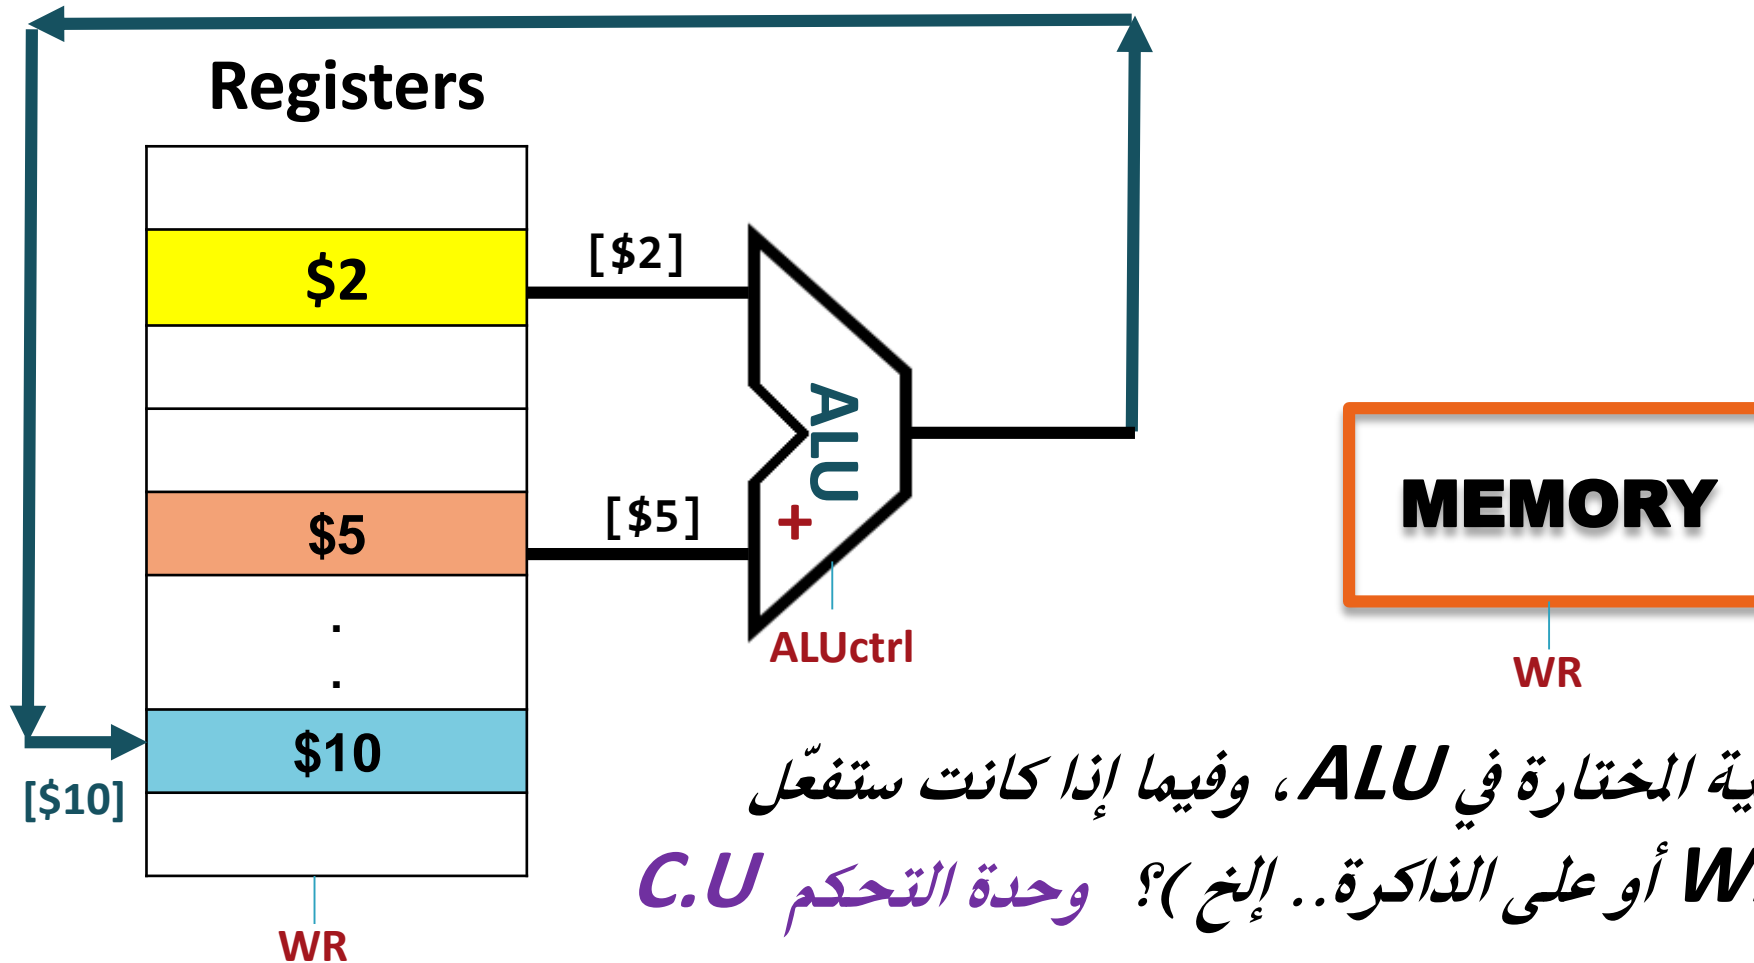 Registers
$2
[$2]
ALU
+
$5
[$5]
.
.
ALUctrl
MEMORY
WR
$10
[$10]
WR
المختارة في ALU ، وفيما إذا كانت ستفعّل
أو على الذاكرة.. إلخ )؟ وحدة التحكم C.U